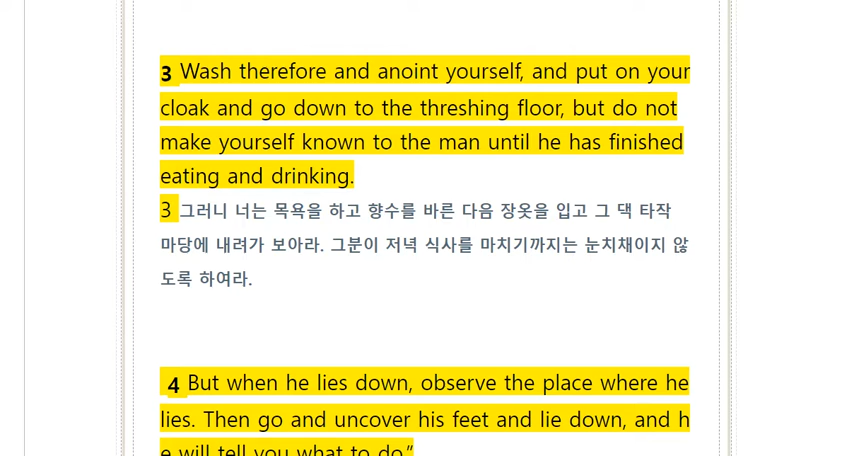 3 Wash therefore and anoint yourself, and put on your
cloak and go down to the threshing floor, but do not
make yourself known to the man until he has finished
eating and drinking.
3 그러니 너는 목욕을 하고 향수를 바른 다음 장옷을 입고 그 댁 타작
마당에 내려가 보아라. 그분이 저녁 식사를 마치기까지는 눈치채이지 않
도록 하여라.
4 But when he lies down, observe the place where he
lies. Then go and uncover his feet and lie down, and h
e will tell you what to do.”